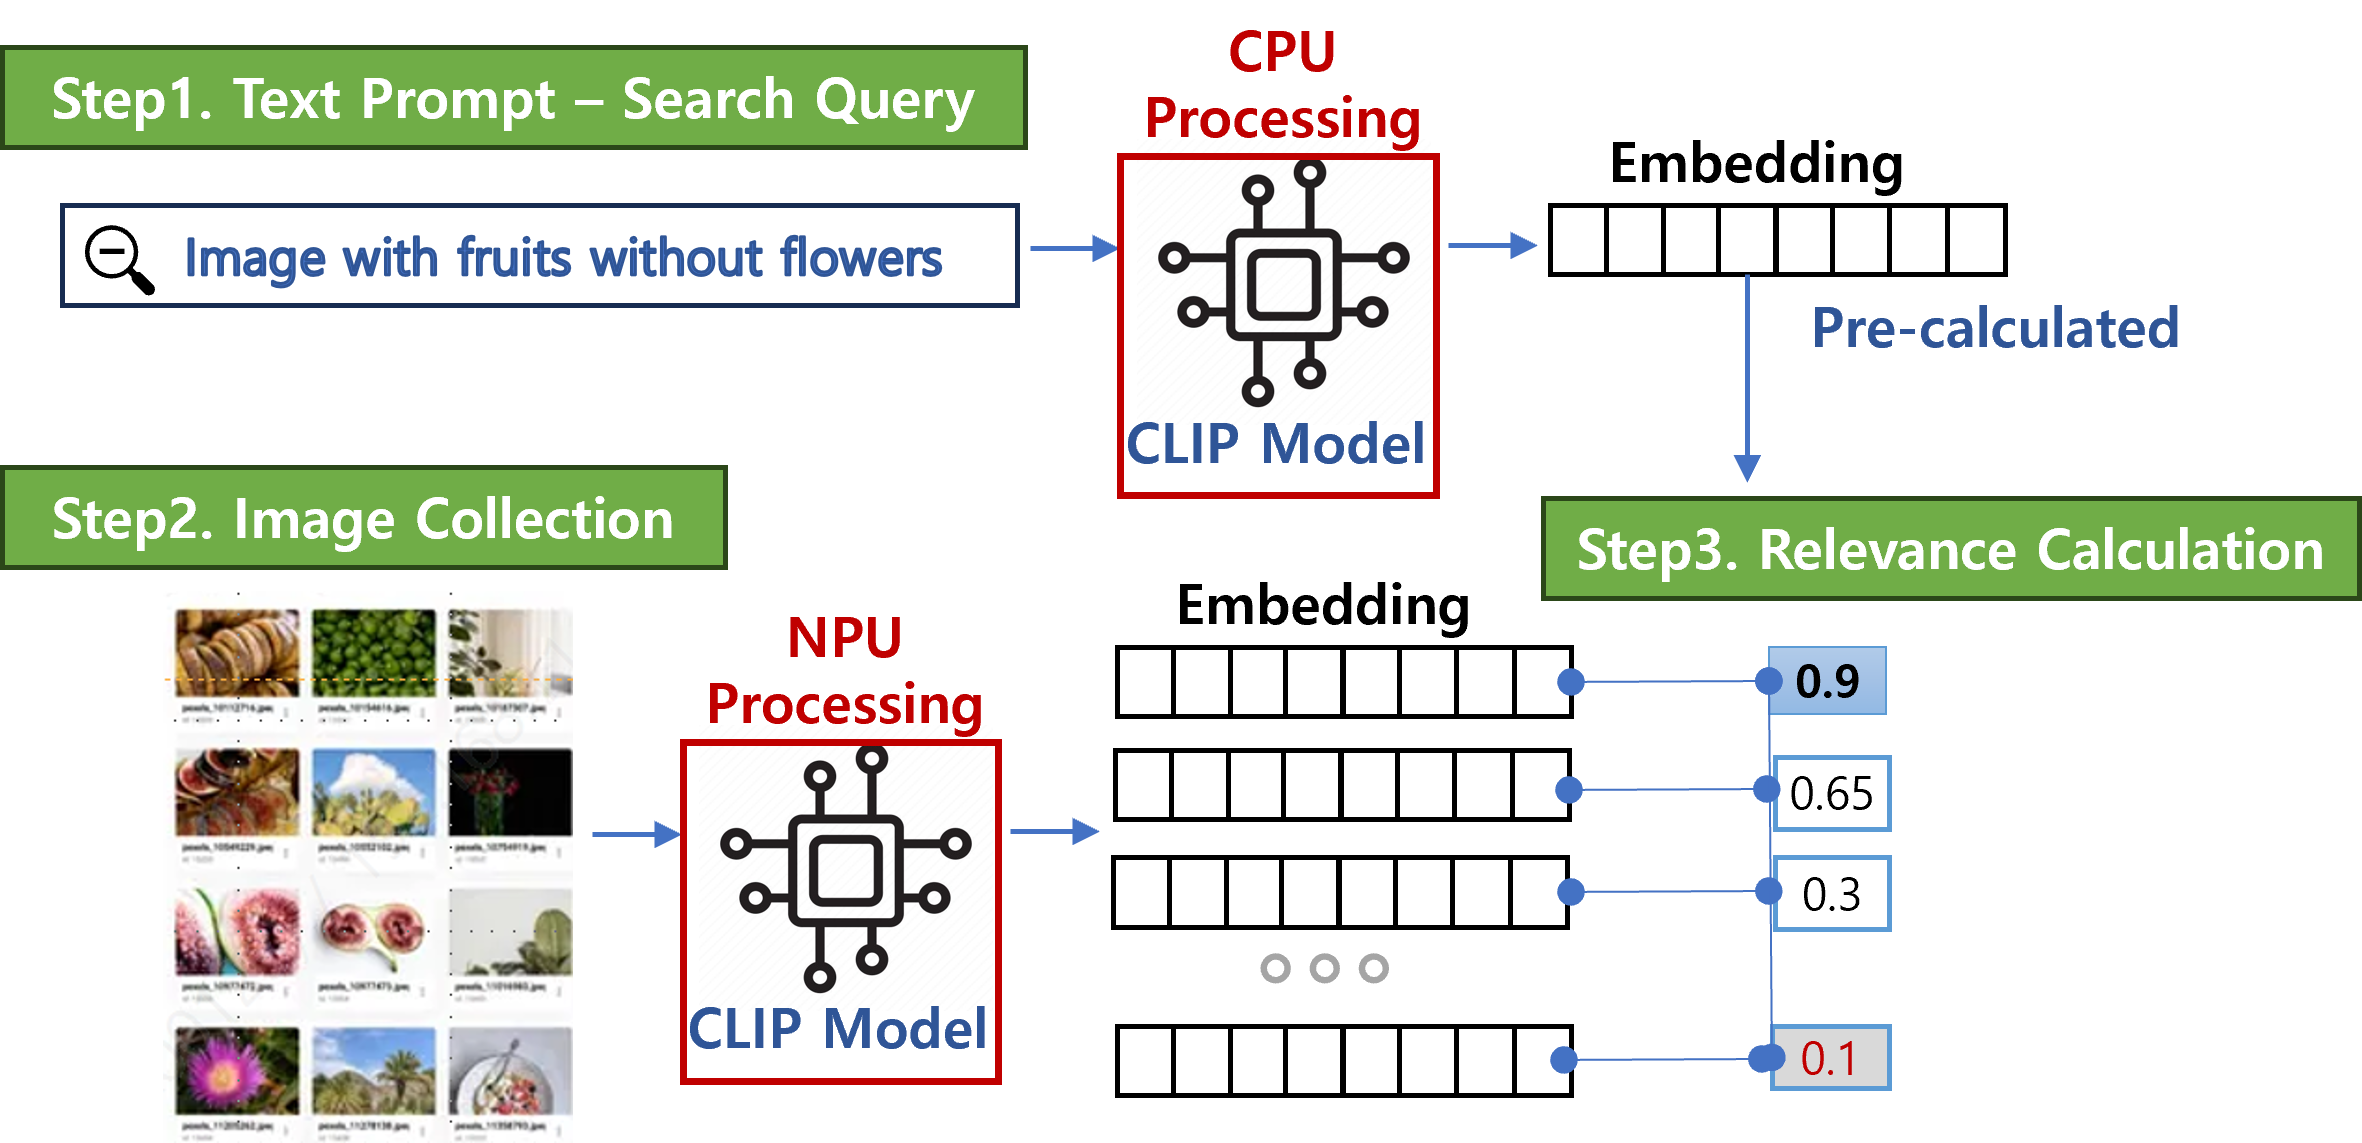 Step1. Text Prompt – Search Query
Image with fruits without flowers
CPU
Processing
CLIP Model
Embedding
Pre-calculated
Step2. Image Collection
NPU
Processing
CLIP Model
Embedding
Step3. Relevance Calculation
0.9
0.65
0.3
0.1